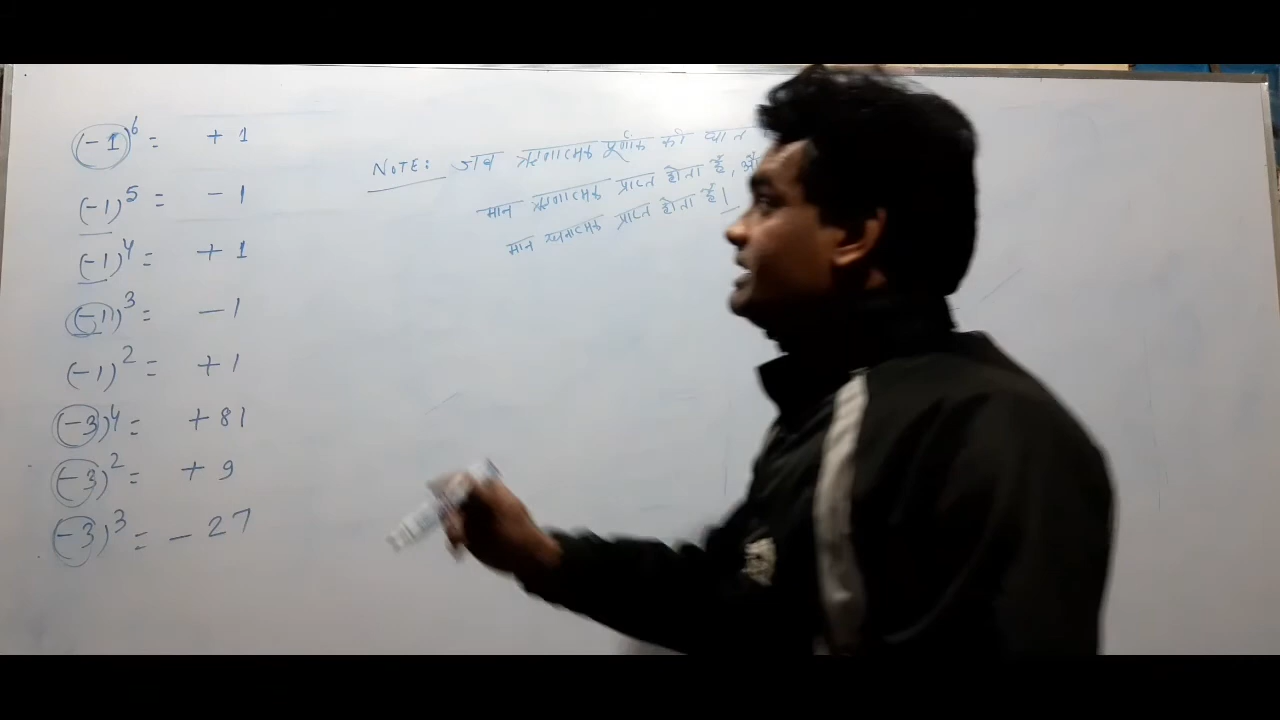 (-1)⁶ = + 1
(-1)⁵ = - 1
(-1)⁴ = + 1
(-1)³ = - 1
(-1)² = + 1
(-3)⁴ = + 81
(-3)² = + 9
(-3)³ = - 27
NOTE: जब ऋणात्मक पूर्णांक की घात
मान ऋणात्मक प्राप्त होता है,
मान धनात्मक प्राप्त होता है।